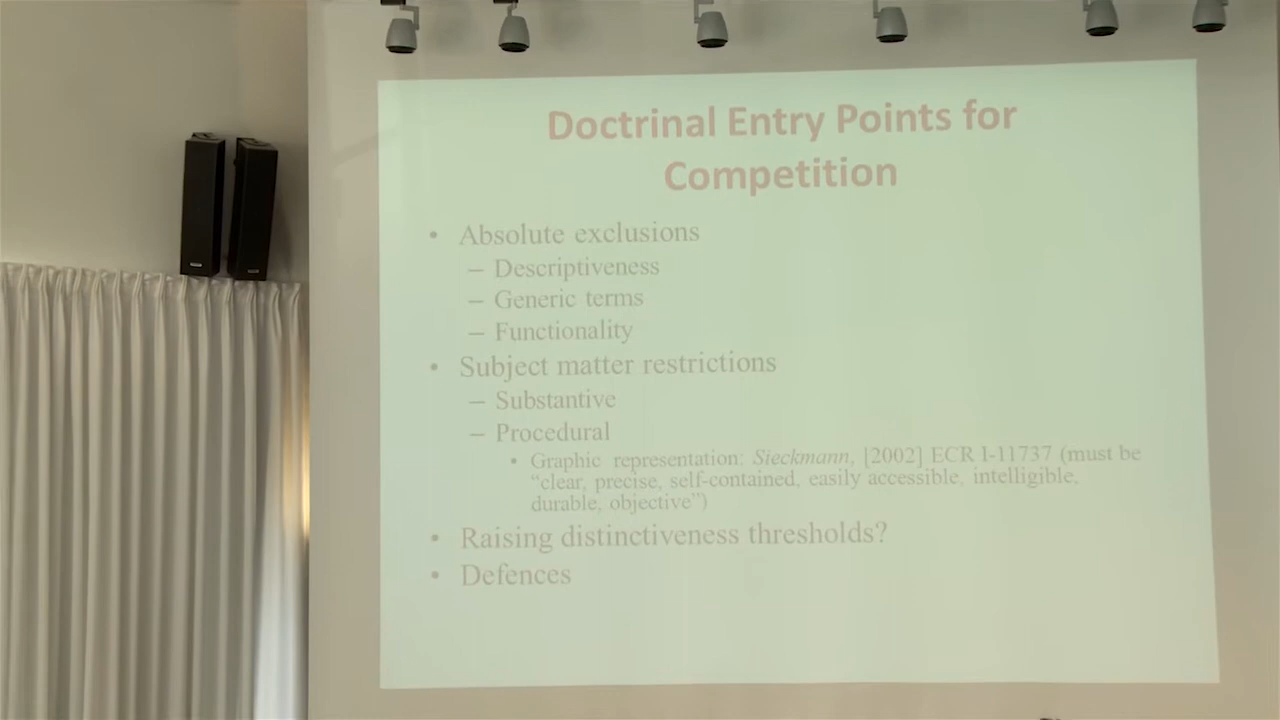 Doctrinal Entry Points for
Competition
• Absolute exclusions
– Descriptiveness
– Generic terms
– Functionality
• Subject matter restrictions
– Substantive
– Procedural
• Graphic representation: Sieckmann, [2002] ECR I-11737 (must be
“clear, precise, self-contained, easily accessible, intelligible,
durable, objective”)
• Raising distinctiveness thresholds?
• Defences